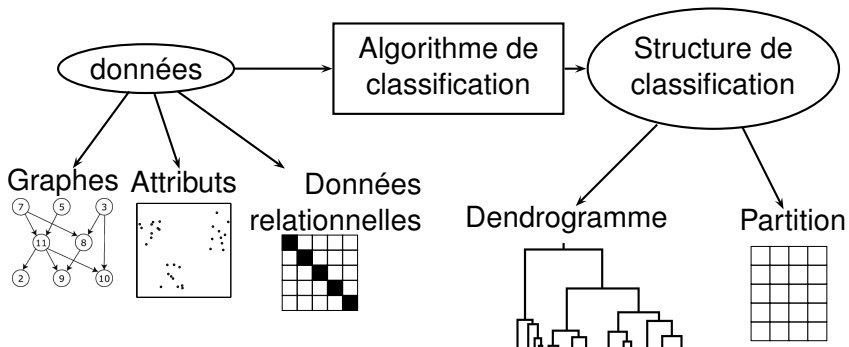 données
Algorithme de
classification
Structure de
classification
Graphes
Attributs
Données
relationnelles
Dendrogramme
Partition
7
5
3
11
8
2
9
10